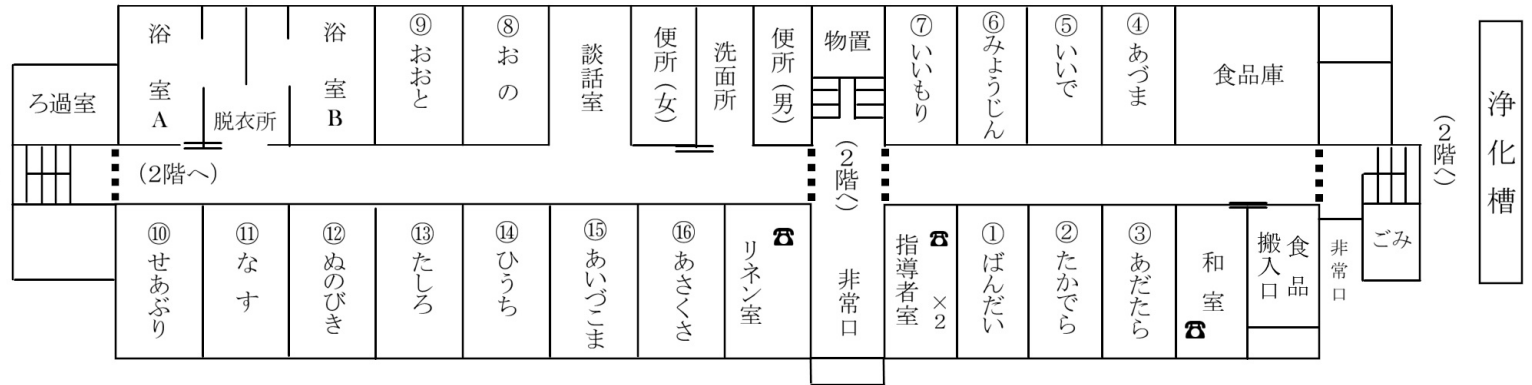 浴室A
浴室B
脱衣所
ろ過室
⑨おおと
⑧おの
談話室
便所（女）
洗面所
便所（男）
物置
⑦いいもり
⑥みょうじん
⑤いいで
④あづま
食品庫
（2階へ）
浄化槽
（2階へ）
（2階へ）
⑩せあぶり
⑪なす
⑫ぬのびき
⑬たしろ
⑭ひうち
⑮あいづこま
⑯あさくさ
リネン室 ☎
非常口
指導者室 ☎×2
①ばんだい
②たかでら
③あだたら
和室 ☎
食品
搬入口
非常口
ごみ